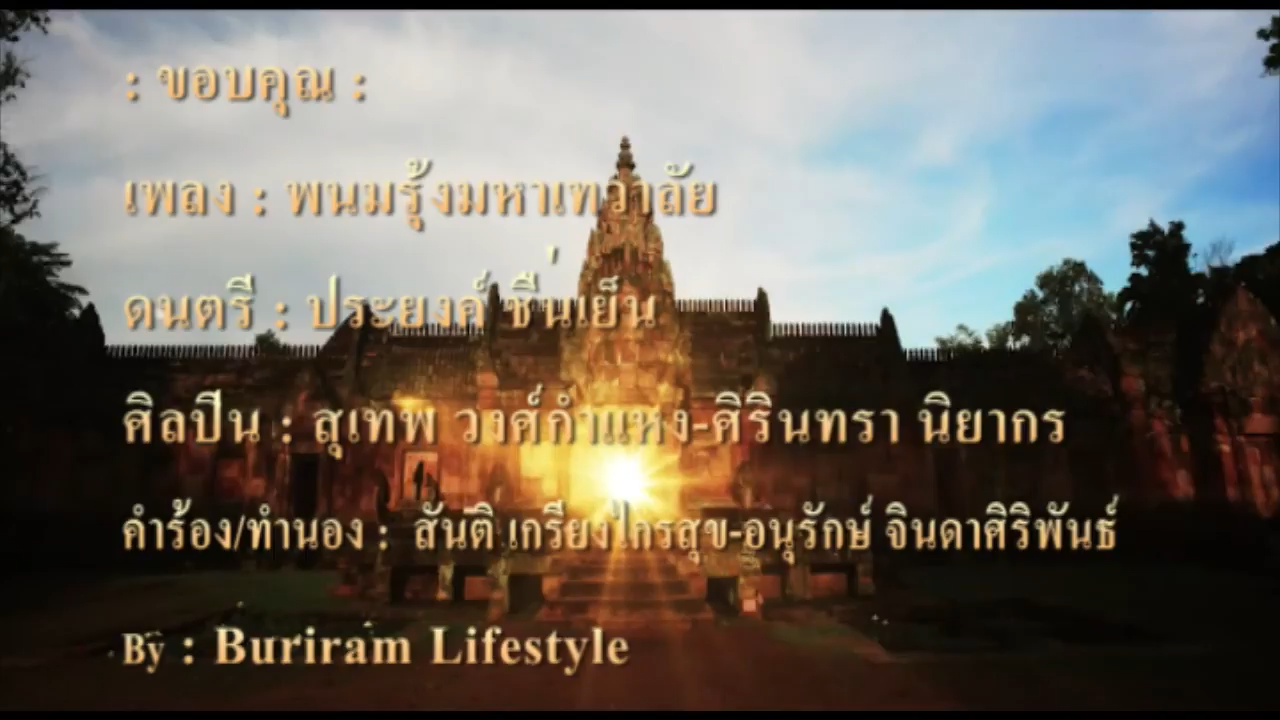 : ขอบคุณ :
เพลง : พนมรุ้งมหาเทวาลัย
ดนตรี : ประยงค์ ชื่นเย็น
ศิลปิน : สุเทพ วงศ์กำแหง-ศิรินทรา นิยากร
คำร้อง/ทำนอง : สันติ เกรียงไกรสุข-อนุรักษ์ จินดาศิริพันธ์
By : Buriram Lifestyle